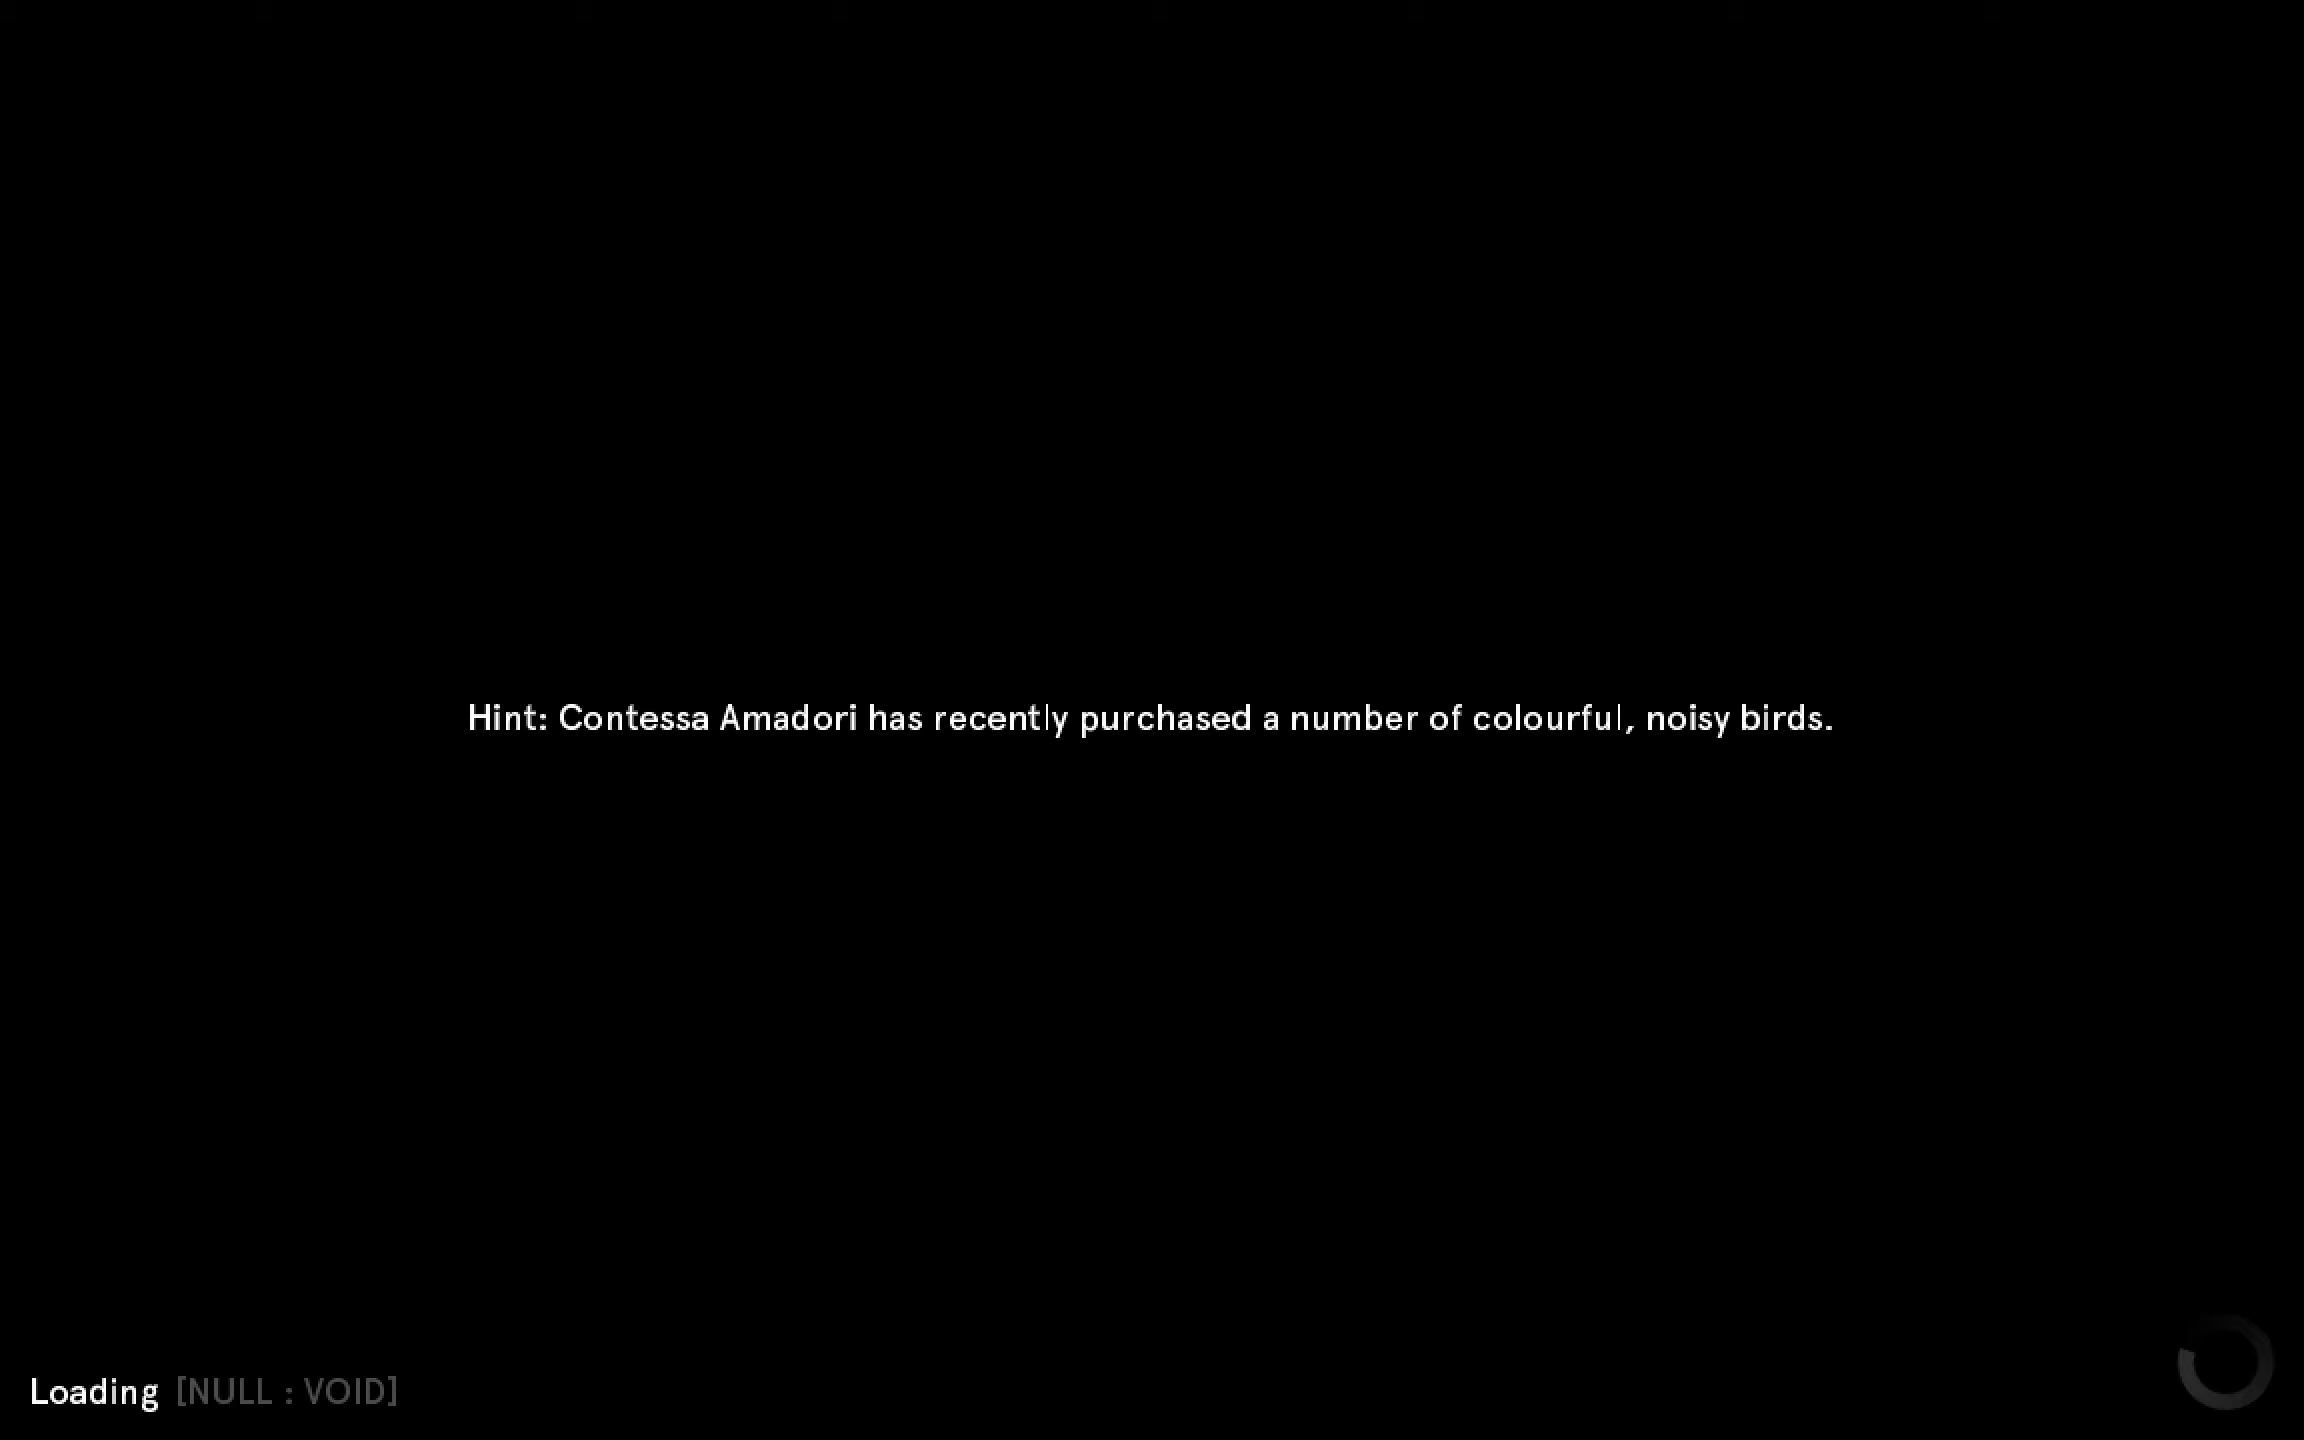 Hint: Contessa Amadori has recently purchased a number of colourful, noisy birds.
Loading [NULL : VOID]